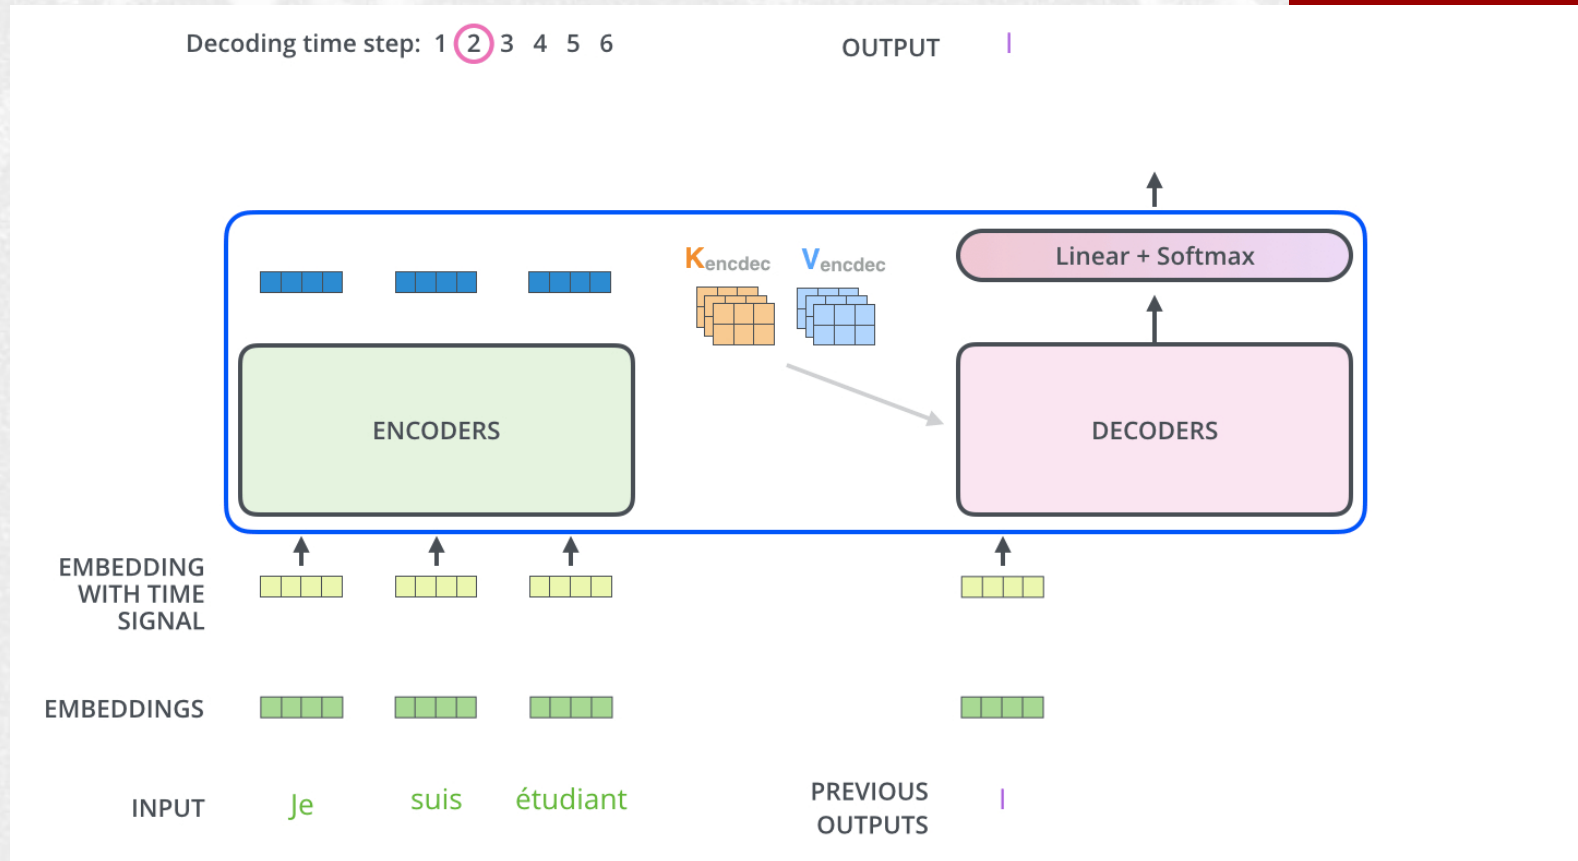 Decoding time step: 1 2 3 4 5 6
OUTPUT I
Kencdec Vencdec
Linear + Softmax
ENCODERS
DECODERS
EMBEDDING
WITH TIME
SIGNAL
EMBEDDINGS
INPUT Je suis étudiant
PREVIOUS
OUTPUTS
I